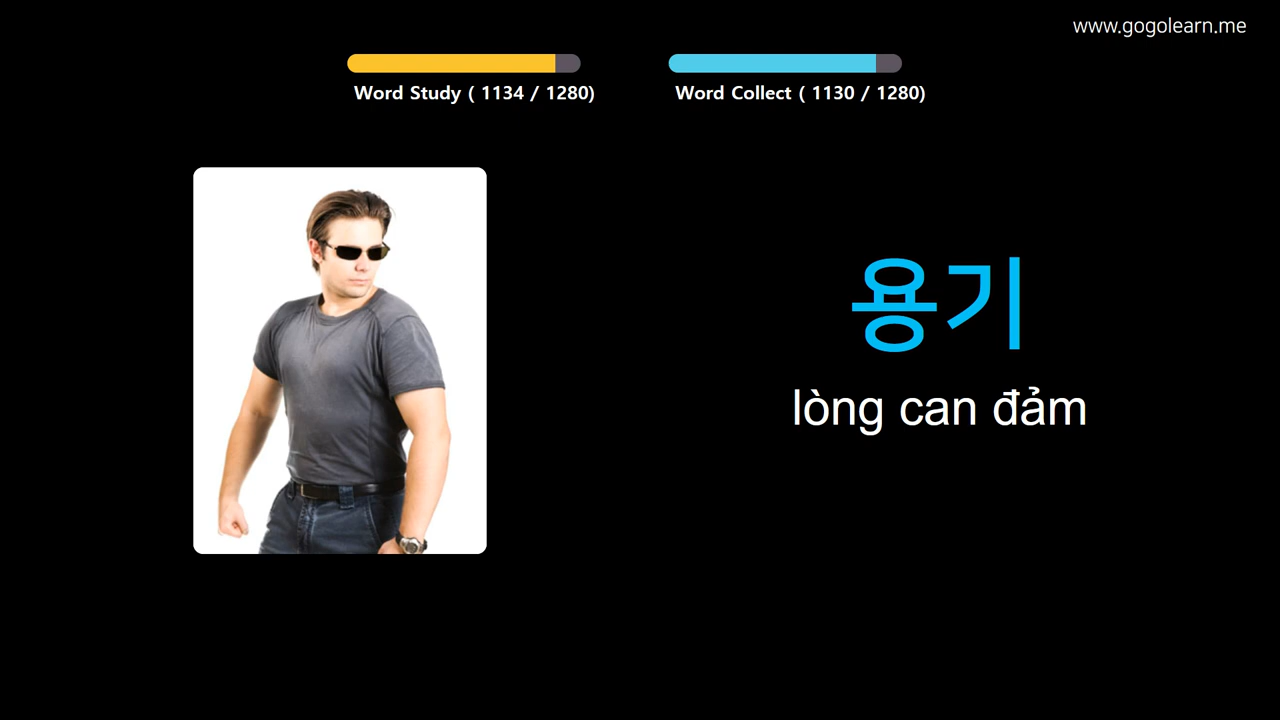 www.gogolearn.me
Word Study ( 1134 / 1280)
Word Collect ( 1130 / 1280)
용기
lòng can đảm